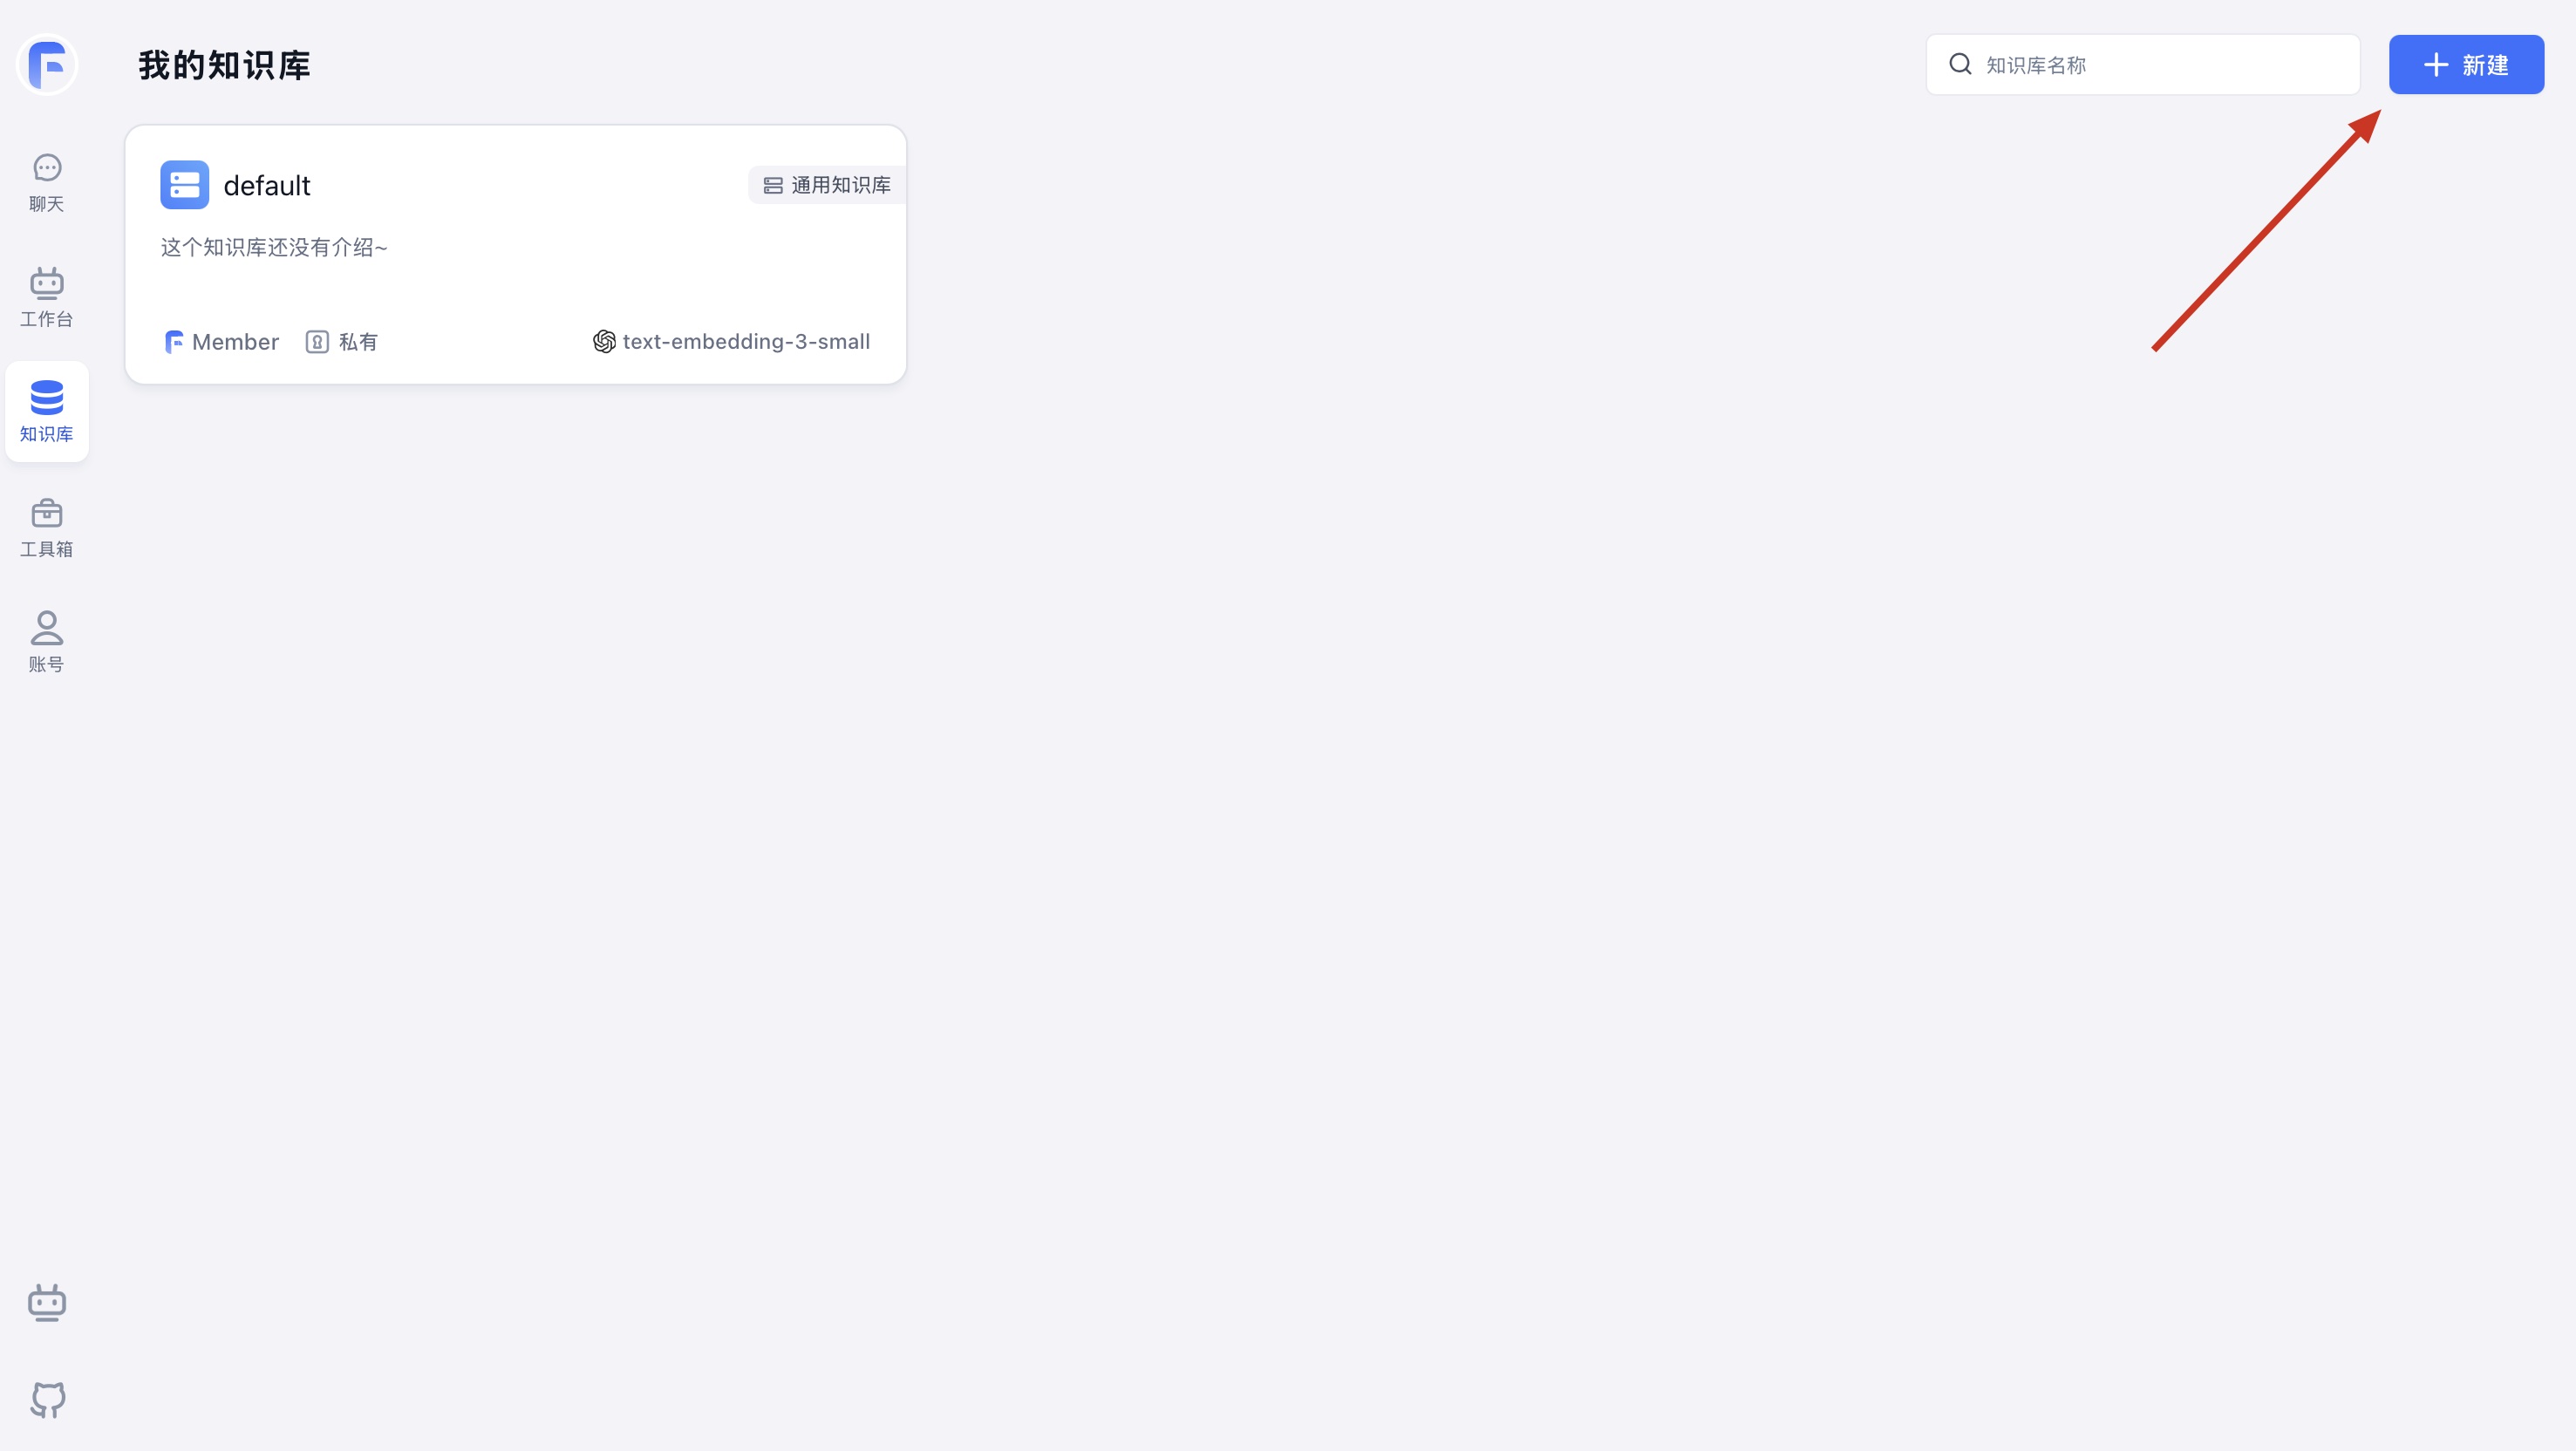 我的知识库
知识库名称
新建
聊天
工作台
知识库
工具箱
账号
default
通用知识库
这个知识库还没有介绍~
Member
私有
text-embedding-3-small